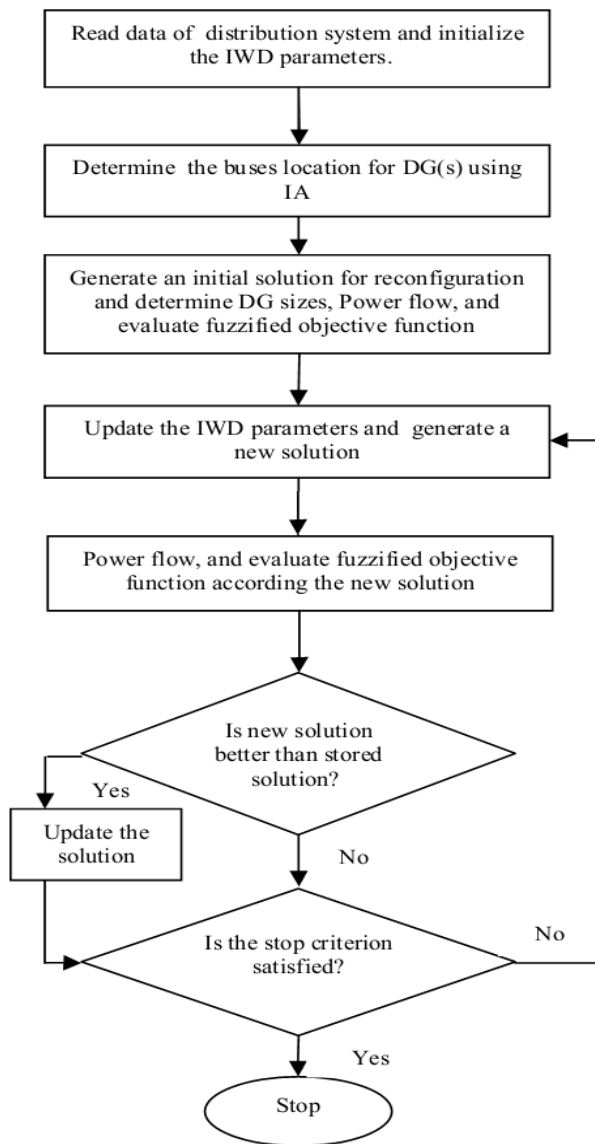 Read data of distribution system and initialize
the IWD parameters.
Determine the buses location for DG(s) using
IA
Generate an initial solution for reconfiguration
and determine DG sizes, Power flow, and
evaluate fuzzified objective function
Update the IWD parameters and generate a
new solution
Power flow, and evaluate fuzzified objective
function according the new solution
Is new solution
better than stored
solution?
Yes
Update the
solution
No
Is the stop criterion
satisfied?
No
Yes
Stop